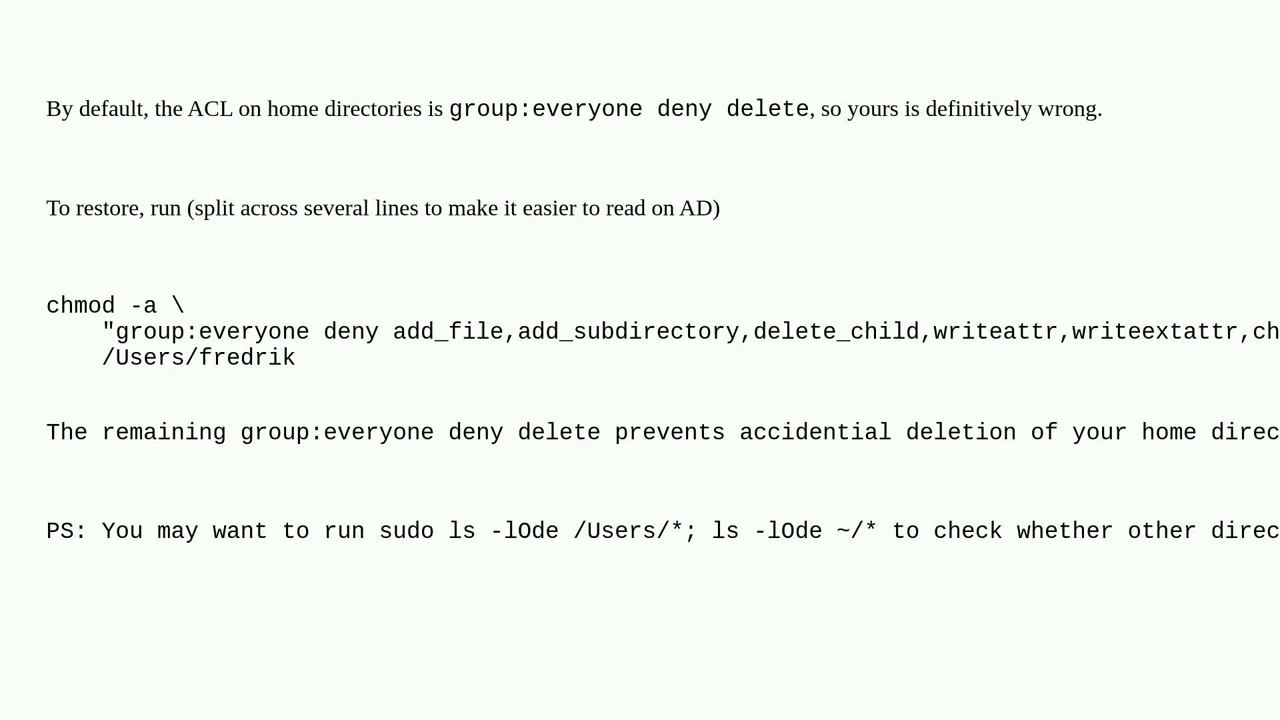 By default, the ACL on home directories is group:everyone deny delete, so yours is definitively wrong.
To restore, run (split across several lines to make it easier to read on AD)
chmod -a \
"group:everyone deny add_file,add_subdirectory,delete_child,writeattr,writeextattr,ch
/Users/fredrik
The remaining group:everyone deny delete prevents accidential deletion of your home direc
PS: You may want to run sudo ls -lOde /Users/*; ls -lOde ~/* to check whether other direc